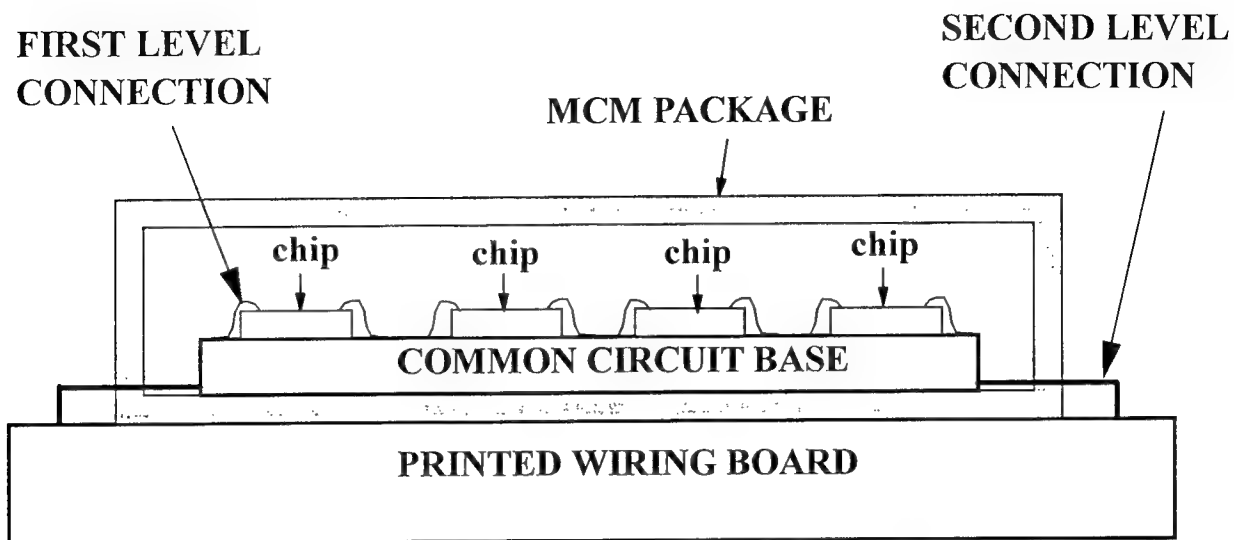 FIRST LEVEL
CONNECTION
SECOND LEVEL
CONNECTION
MCM PACKAGE
chip
chip
chip
chip
COMMON CIRCUIT BASE
PRINTED WIRING BOARD